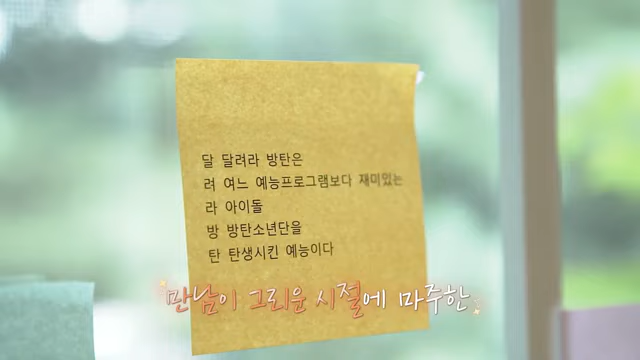 달 달려라 방탄은
려 여느 예능프로그램보다 재미있는
라 아이돌
방 방탄소년단을
탄 탄생시킨 예능이다
만남이 그리운 시절에 마주한